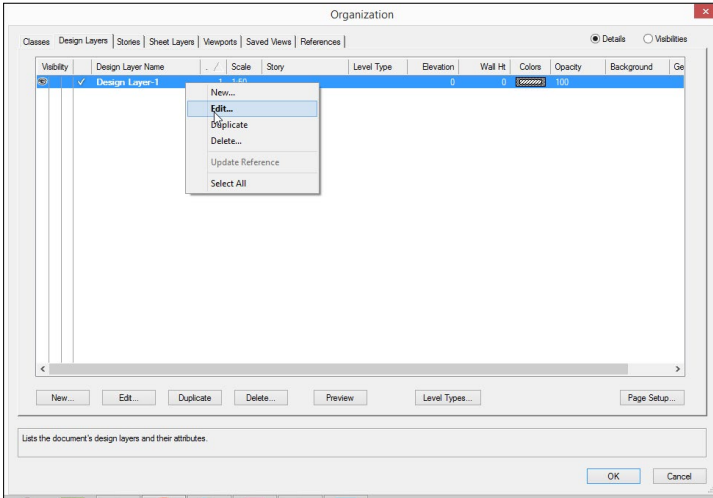 Organization
Classes Design Layers Stories Sheet Layers Viewports Saved Views References Details Visibilities
Visibility Design Layer Name .. / Scale Story Level Type Elevation Wall Ht Colors Opacity Background Ge
✓ Design Layer-1 1 1:50 0 0 100
New...
Edit...
Duplicate
Delete...
Update Reference
Select All
New... Edit... Duplicate Delete... Preview Level Types... Page Setup...
Lists the document's design layers and their attributes.
OK Cancel